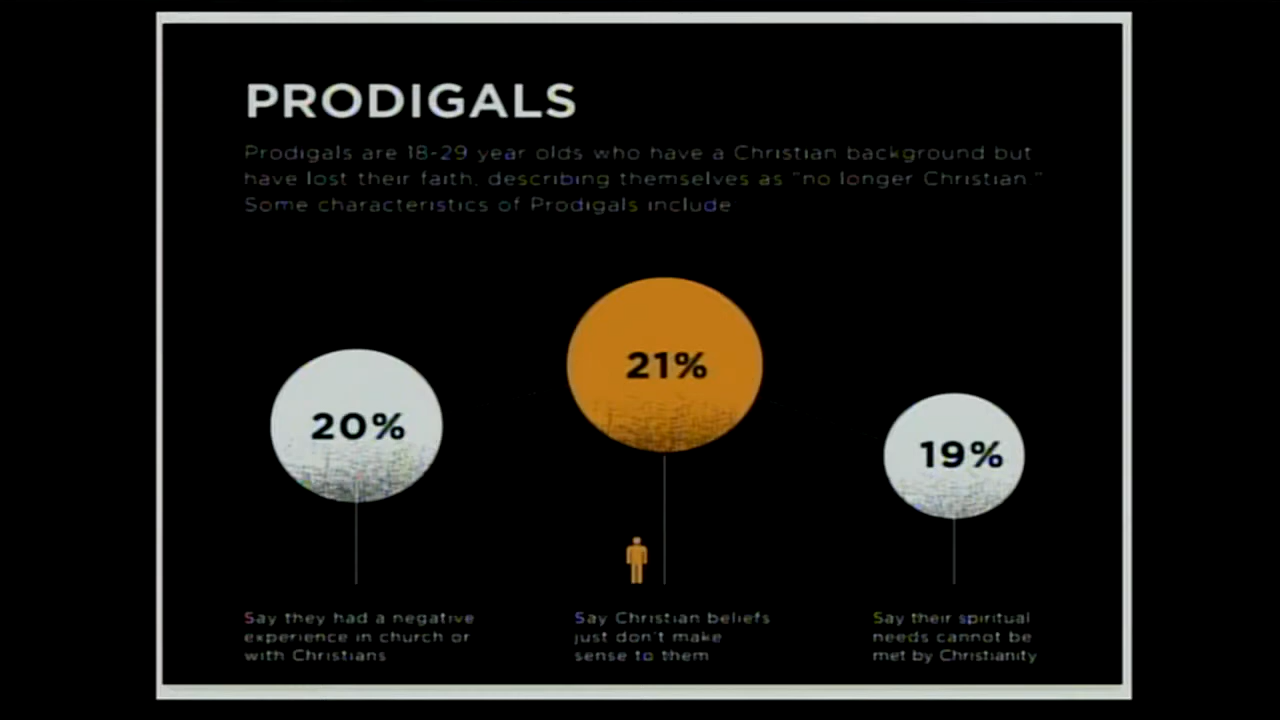 PRODIGALS
Prodigals are 18-29 year olds who have a Christian background but
have lost their faith, describing themselves as "no longer Christian."
Some characteristics of Prodigals include
20%
21%
19%
Say they had a negative
experience in church or
with Christians
Say Christian beliefs
just don't make
sense to them
Say their spiritual
needs cannot be
met by Christianity